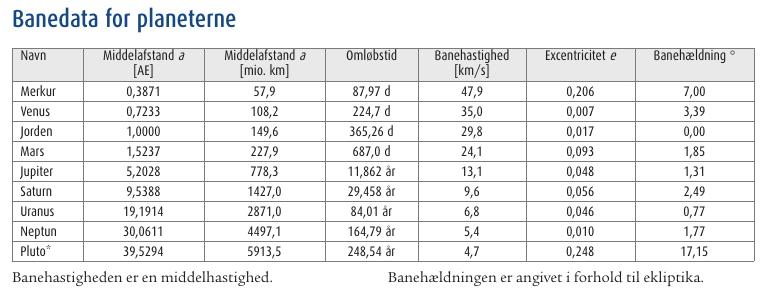 Banedata for planeterne
Navn Middelafstand a [AE] Middelafstand a [mio. km] Omløbstid Banehastighed [km/s] Excentricitet e Banehældning °
Merkur 0,3871 57,9 87,97 d 47,9 0,206 7,00
Venus 0,7233 108,2 224,7 d 35,0 0,007 3,39
Jorden 1,0000 149,6 365,26 d 29,8 0,017 0,00
Mars 1,5237 227,9 687,0 d 24,1 0,093 1,85
Jupiter 5,2028 778,3 11,862 år 13,1 0,048 1,31
Saturn 9,5388 1427,0 29,458 år 9,6 0,056 2,49
Uranus 19,1914 2871,0 84,01 år 6,8 0,046 0,77
Neptun 30,0611 4497,1 164,79 år 5,4 0,010 1,77
Pluto* 39,5294 5913,5 248,54 år 4,7 0,248 17,15
Banehastigheden er en middelhastighed. Banehældningen er angivet i forhold til ekliptika.